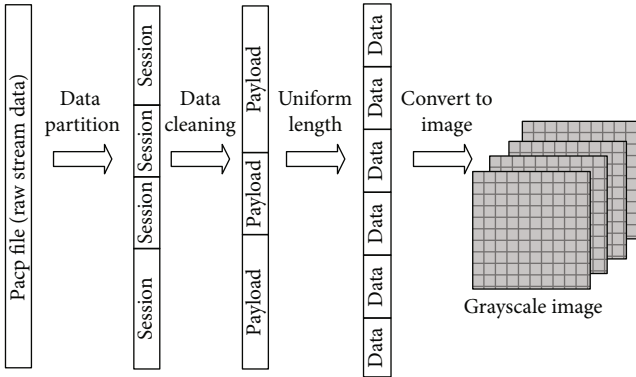 Pacp file (raw stream data)
Data
partition
Session
Session
Session
Session
Data
cleaning
Payload
Payload
Payload
Uniform
length
Data
Data
Data
Data
Data
Data
Convert to
image
Grayscale image